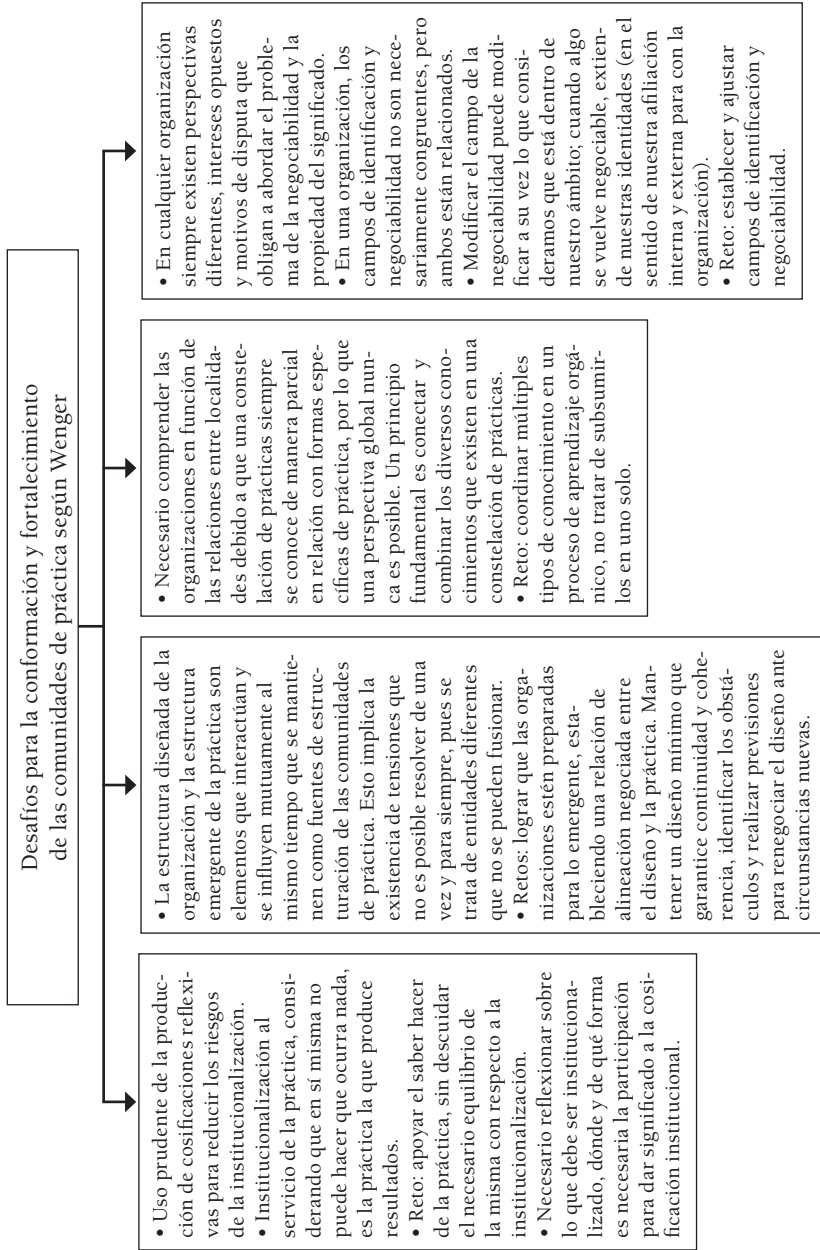 Desafíos para la conformación y fortalecimiento
de las comunidades de práctica según Wenger
• Uso prudente de la produc-
ción de cosificaciones reflexi-
vas para reducir los riesgos
de la institucionalización.
• Institucionalización al
servicio de la práctica, consi-
derando que en sí misma no
puede hacer que ocurra nada,
es la práctica la que produce
resultados.
• Reto: apoyar el saber hacer
de la práctica, sin descuidar
el necesario equilibrio de
la misma con respecto a la
institucionalización.
• Necesario reflexionar sobre
lo que debe ser instituciona-
lizado, dónde y de qué forma
es necesaria la participación
para dar significado a la cosi-
ficación institucional.
• La estructura diseñada de la
organización y la estructura
emergente de la práctica son
elementos que interactúan y
se influyen mutuamente al
mismo tiempo que se mantie-
nen como fuentes de estruc-
turación de las comunidades
de práctica. Esto implica la
existencia de tensiones que
no es posible resolver de una
vez y para siempre, pues se
trata de entidades diferentes
que no se pueden fusionar.
• Retos: lograr que las orga-
nizaciones estén preparadas
para lo emergente, esta-
bleciendo una relación de
alineación negociada entre
el diseño y la práctica. Man-
tener un diseño mínimo que
garantice continuidad y cohe-
rencia, identificar los obstá-
culos y realizar previsiones
para renegociar el diseño ante
circunstancias nuevas.
• Necesario comprender las
organizaciones en función de
las relaciones entre localida-
des debido a que una conste-
lación de prácticas siempre
se conoce de manera parcial
en relación con formas espe-
cíficas de práctica, por lo que
una perspectiva global nun-
ca es posible. Un principio
fundamental es conectar y
combinar los diversos cono-
cimientos que existen en una
constelación de prácticas.
• Reto: coordinar múltiples
tipos de conocimiento en un
proceso de aprendizaje orgá-
nico, no tratar de subsumir-
los en uno solo.
• En cualquier organización
siempre existen perspectivas
diferentes, intereses opuestos
y motivos de disputa que
obligan a abordar el proble-
ma de la negociabilidad y la
propiedad del significado.
• En una organización, los
campos de identificación y
negociabilidad no son nece-
sariamente congruentes, pero
ambos están relacionados.
• Modificar el campo de la
negociabilidad puede modi-
ficar a su vez lo que consi-
deramos que está dentro de
nuestro ámbito; cuando algo
se vuelve negociable, extien-
de nuestras identidades (en el
sentido de nuestra afiliación
interna y externa para con la
organización).
• Reto: establecer y ajustar
campos de identificación y
negociabilidad.